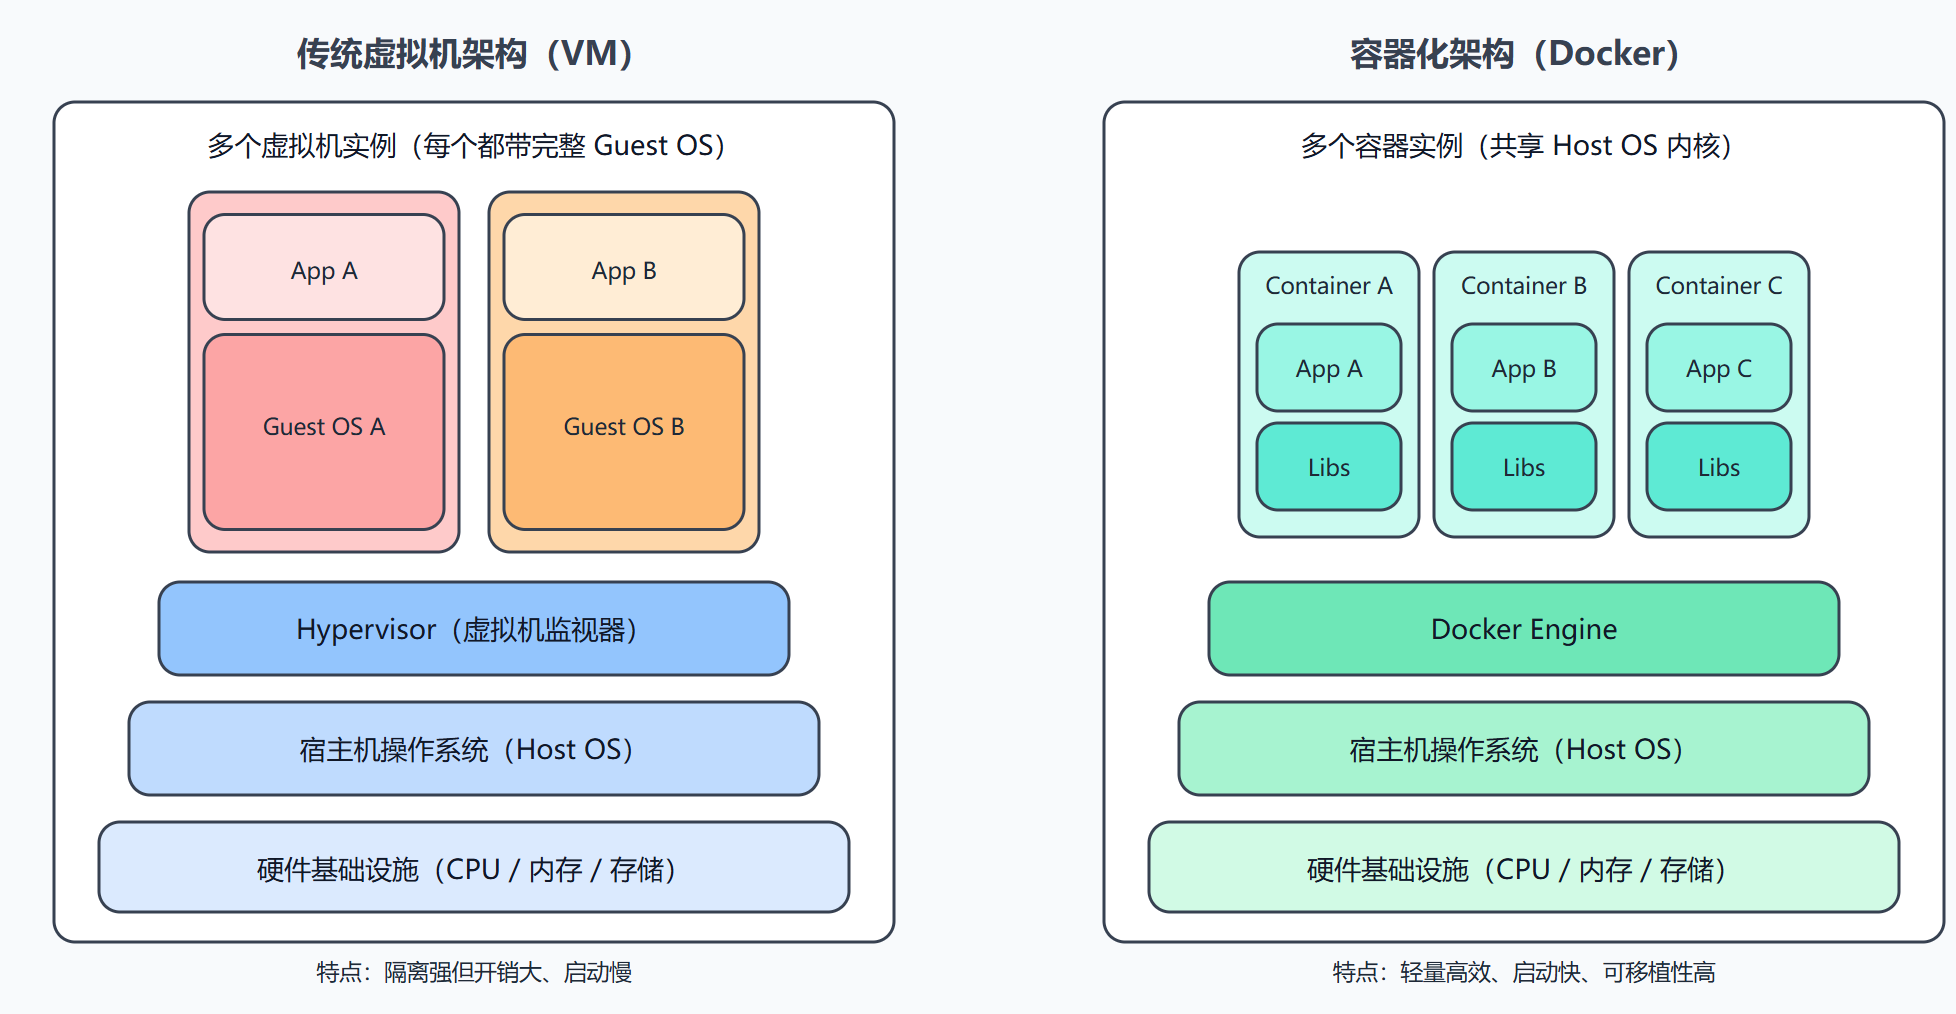 传统虚拟机架构（VM）
多个虚拟机实例（每个都带完整 Guest OS）
App A
App B
Guest OS A
Guest OS B
Hypervisor（虚拟机监视器）
宿主机操作系统（Host OS）
硬件基础设施（CPU / 内存 / 存储）
特点：隔离强但开销大、启动慢
容器化架构（Docker）
多个容器实例（共享 Host OS 内核）
Container A
Container B
Container C
App A
App B
App C
Libs
Libs
Libs
Docker Engine
宿主机操作系统（Host OS）
硬件基础设施（CPU / 内存 / 存储）
特点：轻量高效、启动快、可移植性高